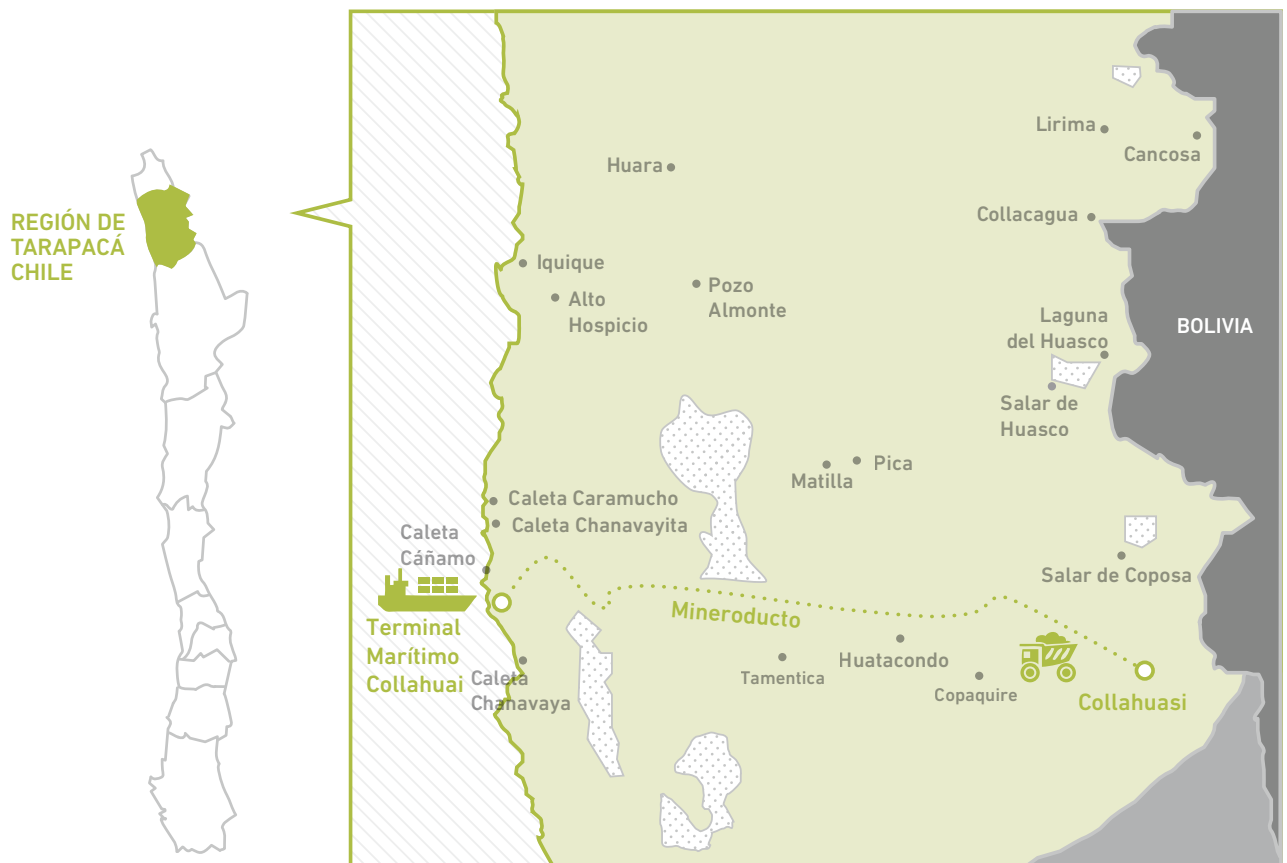 REGIÓN DE
TARAPACÁ
CHILE
Lirima
Cancosa
Huara
Collacagua
Iquique
Alto
Hospicio
Pozo
Almonte
Laguna
del Huasco
BOLIVIA
Salar de
Huasco
Pica
Matilla
Caleta Caramucho
Caleta Chanavayita
Caleta
Cáñamo
Salar de Coposa
Mineroducto
Terminal
Marítimo
Collahuai
Caleta
Chanavaya
Tamentica
Huatacondo
Copaquire
Collahuasi